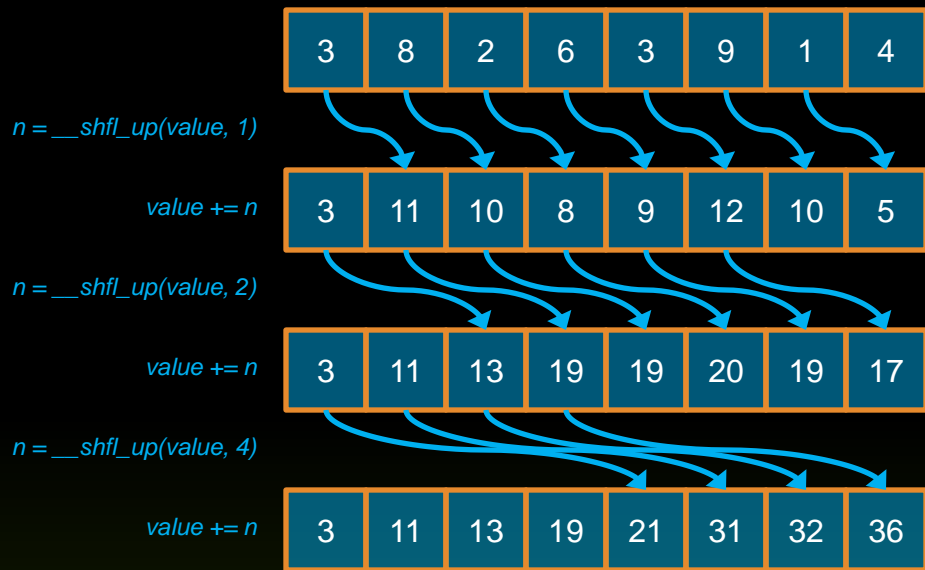 3 8 2 6 3 9 1 4
n = __shfl_up(value, 1)
value += n 3 11 10 8 9 12 10 5
n = __shfl_up(value, 2)
value += n 3 11 13 19 19 20 19 17
n = __shfl_up(value, 4)
value += n 3 11 13 19 21 31 32 36